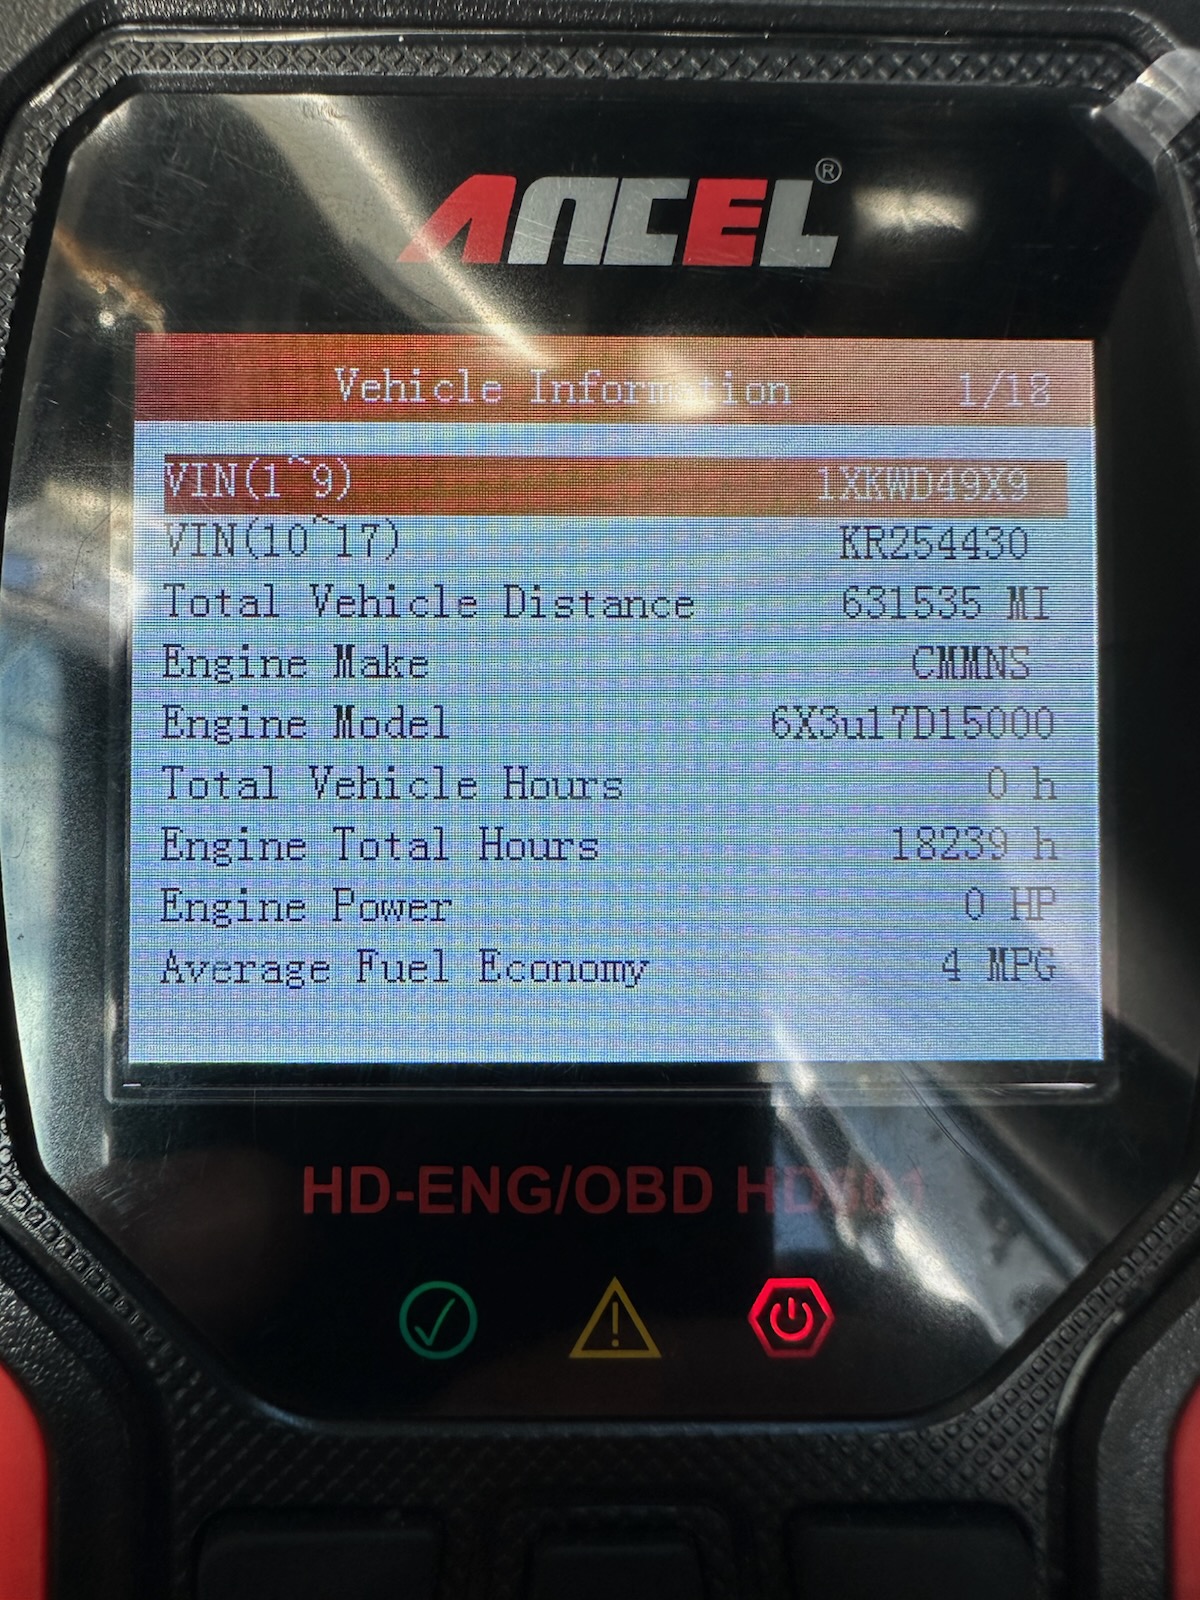 ANCEL®
Vehicle Information 1/18
VIN(1~9) 1XKWD49X9
VIN(10~17) KR254430
Total Vehicle Distance 631535 MI
Engine Make CMMNS
Engine Model 6X3u17D15000
Total Vehicle Hours 0 h
Engine Total Hours 18239 h
Engine Power 0 HP
Average Fuel Economy 4 MPG
HD-ENG/OBD